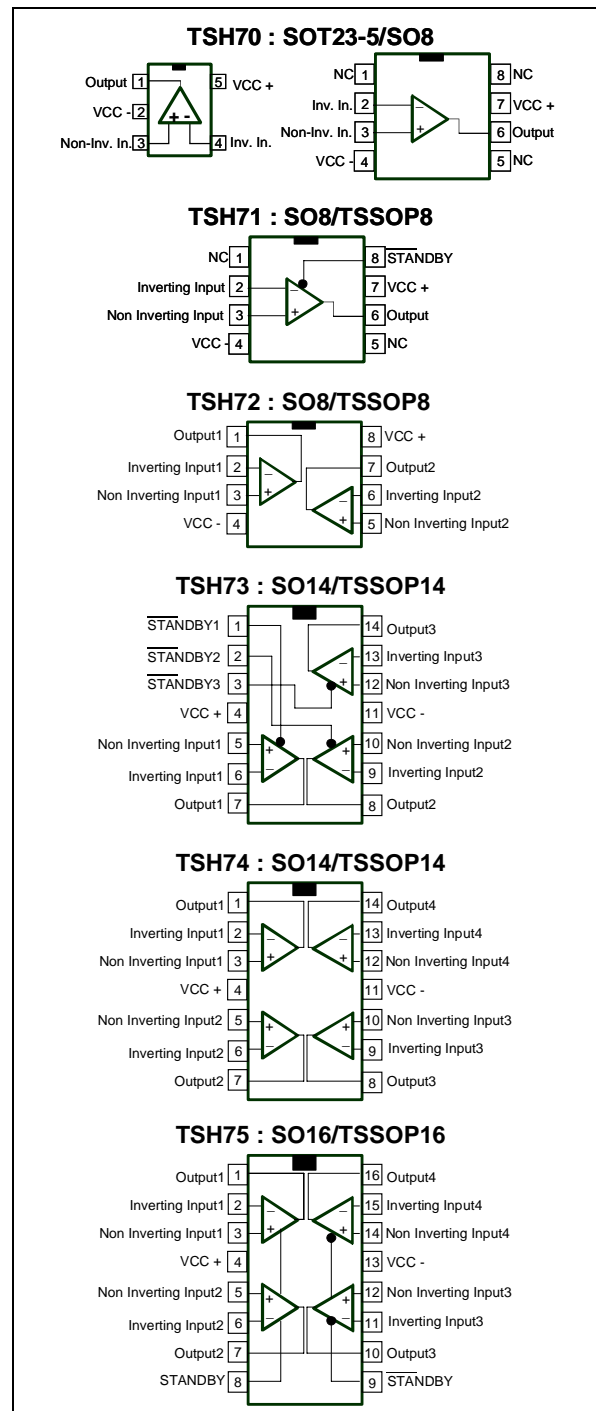 TSH70 : SOT23-5/SO8
Output 1 5 VCC +
VCC - 2
Non-Inv. In. 3 4 Inv. In.
+ -
NC 1 8 NC
Inv. In. 2 − 7 VCC +
Non-Inv. In. 3 + 6 Output
VCC - 4 5 NC
TSH71 : SO8/TSSOP8
NC 1 8 STANDBY
Inverting Input 2 − 7 VCC +
Non Inverting Input 3 + 6 Output
VCC - 4 5 NC
TSH72 : SO8/TSSOP8
Output1 1 8 VCC +
Inverting Input1 2 − 7 Output2
Non Inverting Input1 3 + − 6 Inverting Input2
VCC - 4 + 5 Non Inverting Input2
TSH73 : SO14/TSSOP14
STANDBY1 1 14 Output3
STANDBY2 2 − 13 Inverting Input3
STANDBY3 3 + 12 Non Inverting Input3
VCC + 4 11 VCC -
Non Inverting Input1 5 + + 10 Non Inverting Input2
Inverting Input1 6 − − 9 Inverting Input2
Output1 7 8 Output2
TSH74 : SO14/TSSOP14
Output1 1 14 Output4
Inverting Input1 2 − − 13 Inverting Input4
Non Inverting Input1 3 + + 12 Non Inverting Input4
VCC + 4 11 VCC -
Non Inverting Input2 5 + + 10 Non Inverting Input3
Inverting Input2 6 − − 9 Inverting Input3
Output2 7 8 Output3
TSH75 : SO16/TSSOP16
Output1 1 16 Output4
Inverting Input1 2 − − 15 Inverting Input4
Non Inverting Input1 3 + + 14 Non Inverting Input4
VCC + 4 13 VCC -
Non Inverting Input2 5 + + 12 Non Inverting Input3
Inverting Input2 6 − − 11 Inverting Input3
Output2 7 10 Output3
STANDBY 8 9 STANDBY